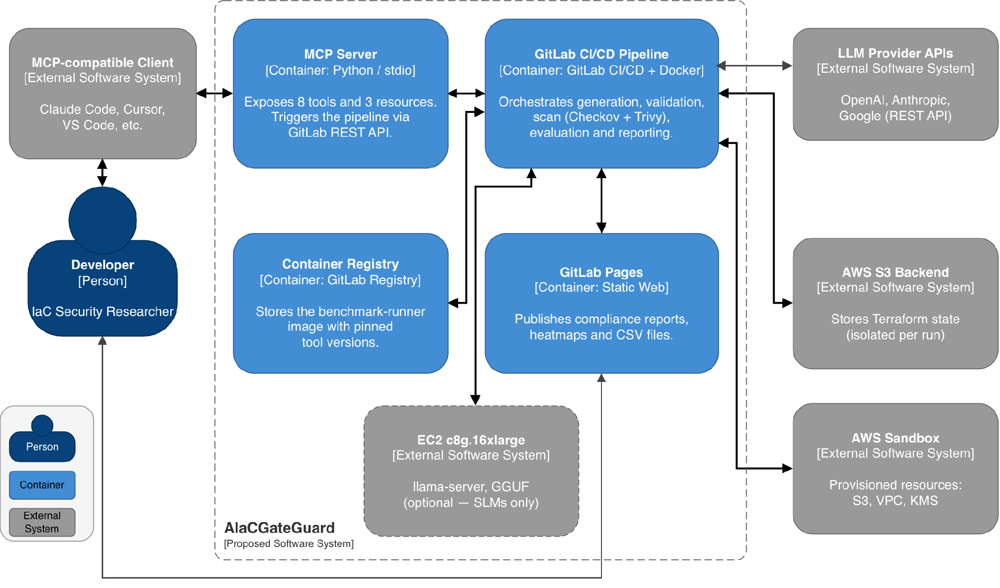 MCP-compatible Client
[External Software System]
Claude Code, Cursor,
VS Code, etc.
MCP Server
[Container: Python / stdio]
Exposes 8 tools and 3 resources.
Triggers the pipeline via
GitLab REST API.
GitLab CI/CD Pipeline
[Container: GitLab CI/CD + Docker]
Orchestrates generation, validation,
scan (Checkov + Trivy),
evaluation and reporting.
LLM Provider APIs
[External Software System]
OpenAI, Anthropic,
Google (REST API)
Developer
[Person]
IaC Security Researcher
Container Registry
[Container: GitLab Registry]
Stores the benchmark-runner
image with pinned
tool versions.
GitLab Pages
[Container: Static Web]
Publishes compliance reports,
heatmaps and CSV files.
AWS S3 Backend
[External Software System]
Stores Terraform state
(isolated per run)
EC2 c8g.16xlarge
[External Software System]
llama-server, GGUF
(optional — SLMs only)
AWS Sandbox
[External Software System]
Provisioned resources:
S3, VPC, KMS
Person
Container
External
System
AIaCGateGuard
[Proposed Software System]